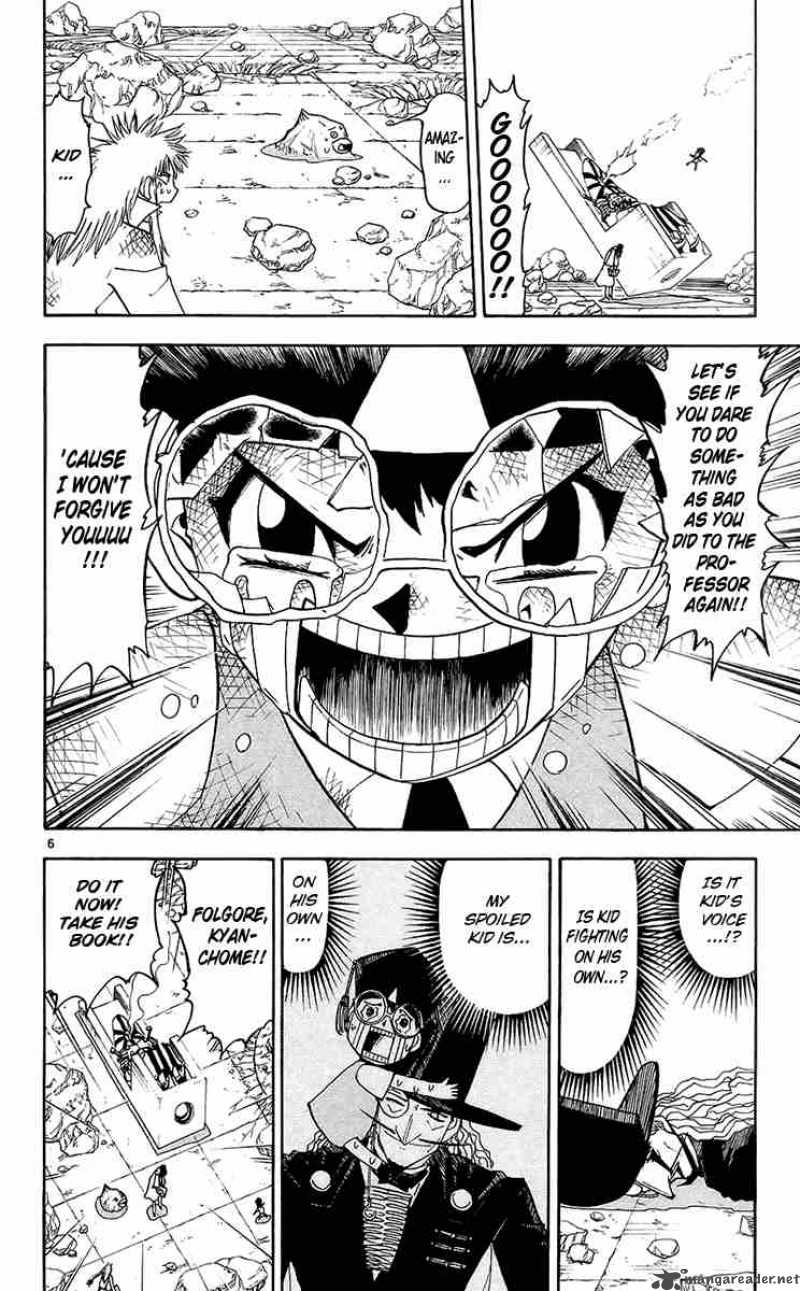 GOOOOOOO!!
AMAZ-
ING
...
KID
...
LET'S
SEE IF
YOU DARE
TO DO
SOME-
THING
AS BAD
AS YOU
DID TO THE
PRO-
FESSOR
AGAIN!!
'CAUSE
I WON'T
FORGIVE
YOUUUU
!!!
6
IS IT
KID'S
VOICE
...!?
IS KID
FIGHTING
ON HIS
OWN...?
MY
SPOILED
KID IS...
ON
HIS
OWN
...
FOLGORE,
KYAN-
CHOME!!
DO IT
NOW!
TAKE HIS
BOOK!!
mangareader.net